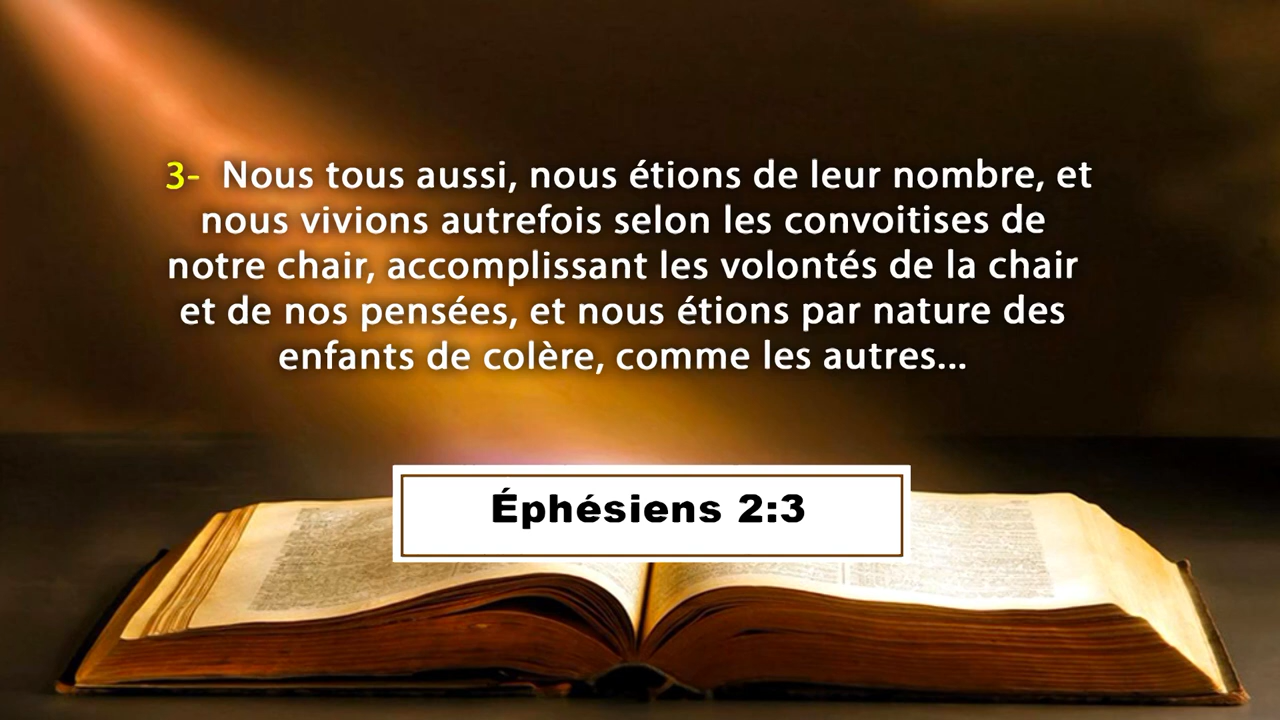 3- Nous tous aussi, nous étions de leur nombre, et
nous vivions autrefois selon les convoitises de
notre chair, accomplissant les volontés de la chair
et de nos pensées, et nous étions par nature des
enfants de colère, comme les autres...
Éphésiens 2:3